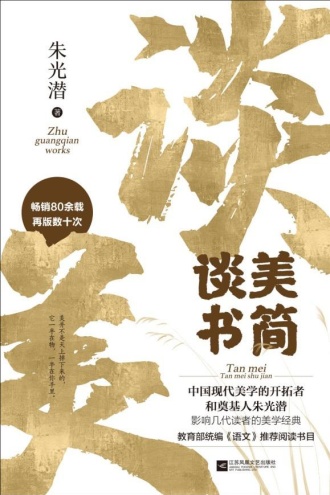 谈
美
朱光潜
著
Zhu
guangqian
works
畅销80余载
再版数十次
美并不是天上掉下来的，
它一半在物，一半在你手里。
谈美
书简
Tan mei
Tan mei shu jian
中国现代美学的开拓者
和奠基人朱光潜
影响几代读者的美学经典
教育部统编《语文》推荐阅读书目
江苏凤凰文艺出版社